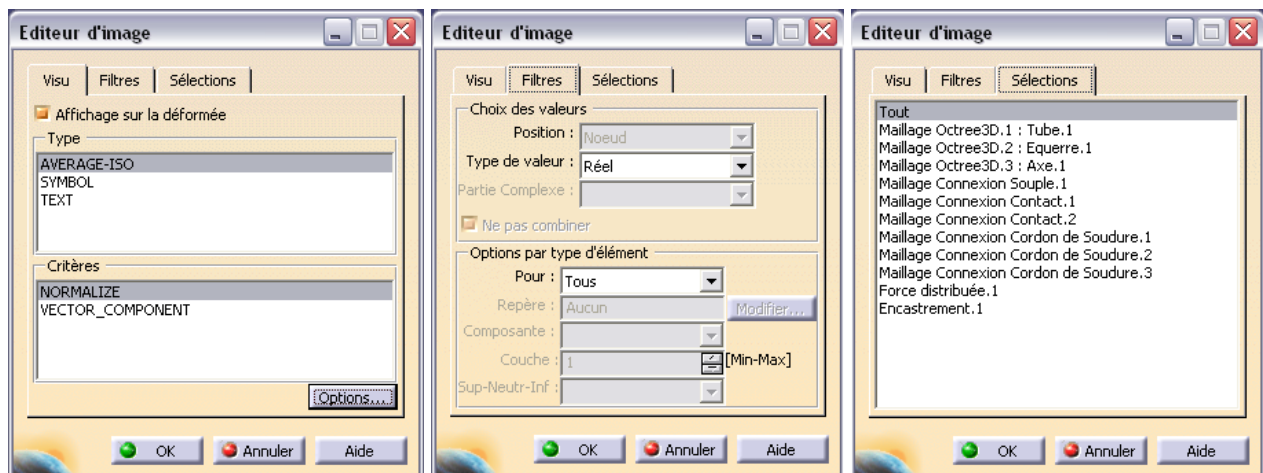 Editeur d'image
Visu Filtres Sélections
Affichage sur la déformée
Type
AVERAGE-ISO
SYMBOL
TEXT
Critères
NORMALIZE
VECTOR_COMPONENT
Options...
OK Annuler Aide
Editeur d'image
Visu Filtres Sélections
Choix des valeurs
Position : Noeud
Type de valeur : Réel
Partie Complexe :
Ne pas combiner
Options par type d'élément
Pour : Tous
Repère : Aucun Modifier...
Composante :
Couche : 1 [Min-Max]
Sup-Neutr-Inf :
OK Annuler Aide
Editeur d'image
Visu Filtres Sélections
Tout
Maillage Octree3D.1 : Tube.1
Maillage Octree3D.2 : Equerre.1
Maillage Octree3D.3 : Axe.1
Maillage Connexion Souple.1
Maillage Connexion Contact.1
Maillage Connexion Contact.2
Maillage Connexion Cordon de Soudure.1
Maillage Connexion Cordon de Soudure.2
Maillage Connexion Cordon de Soudure.3
Force distribuée.1
Encastrement.1
OK Annuler Aide